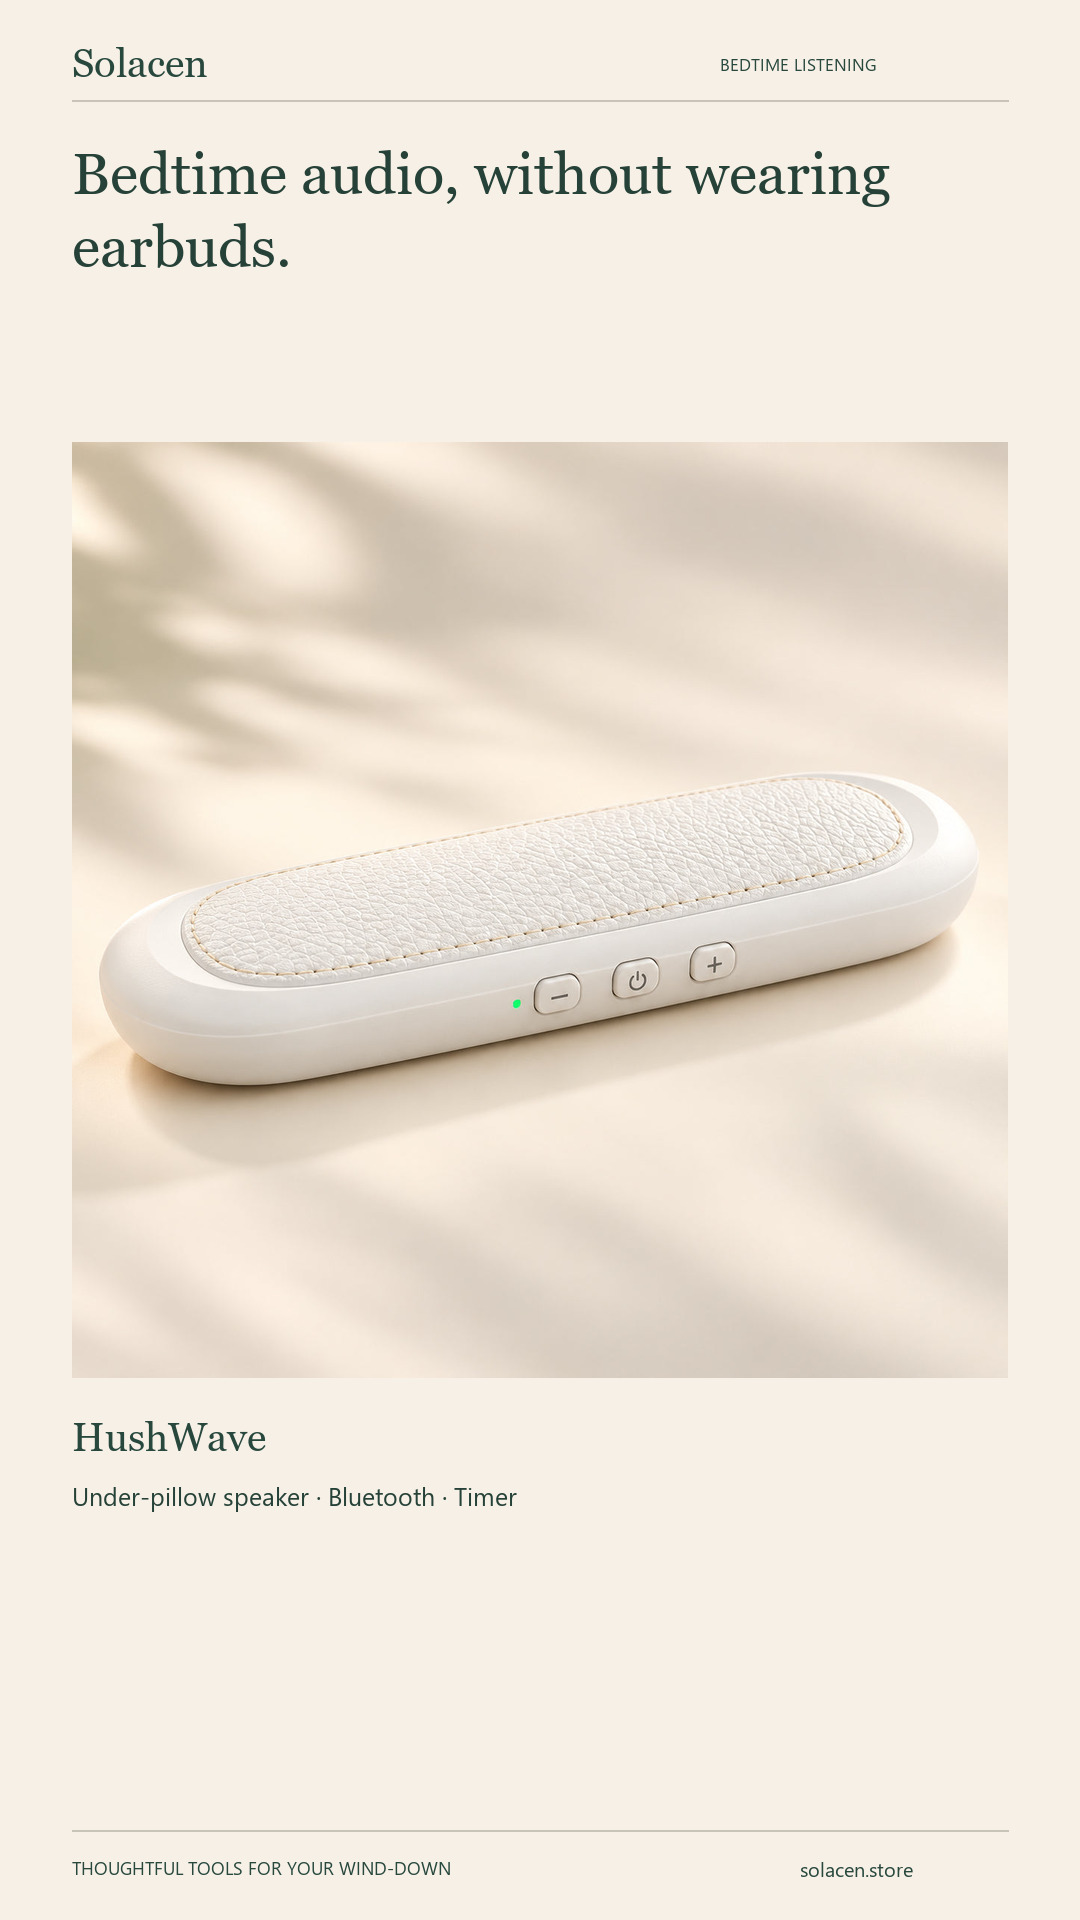 Solacen
BEDTIME LISTENING
Bedtime audio, without wearing
earbuds.
HushWave
Under-pillow speaker · Bluetooth · Timer
THOUGHTFUL TOOLS FOR YOUR WIND-DOWN
solacen.store